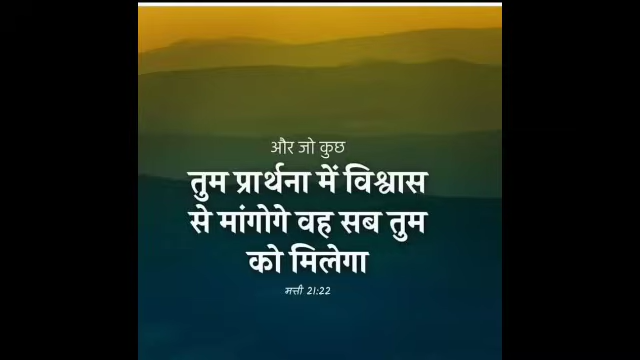 और जो कुछ
तुम प्रार्थना में विश्वास
से मांगोगे वह सब तुम
को मिलेगा
मत्ती 21:22